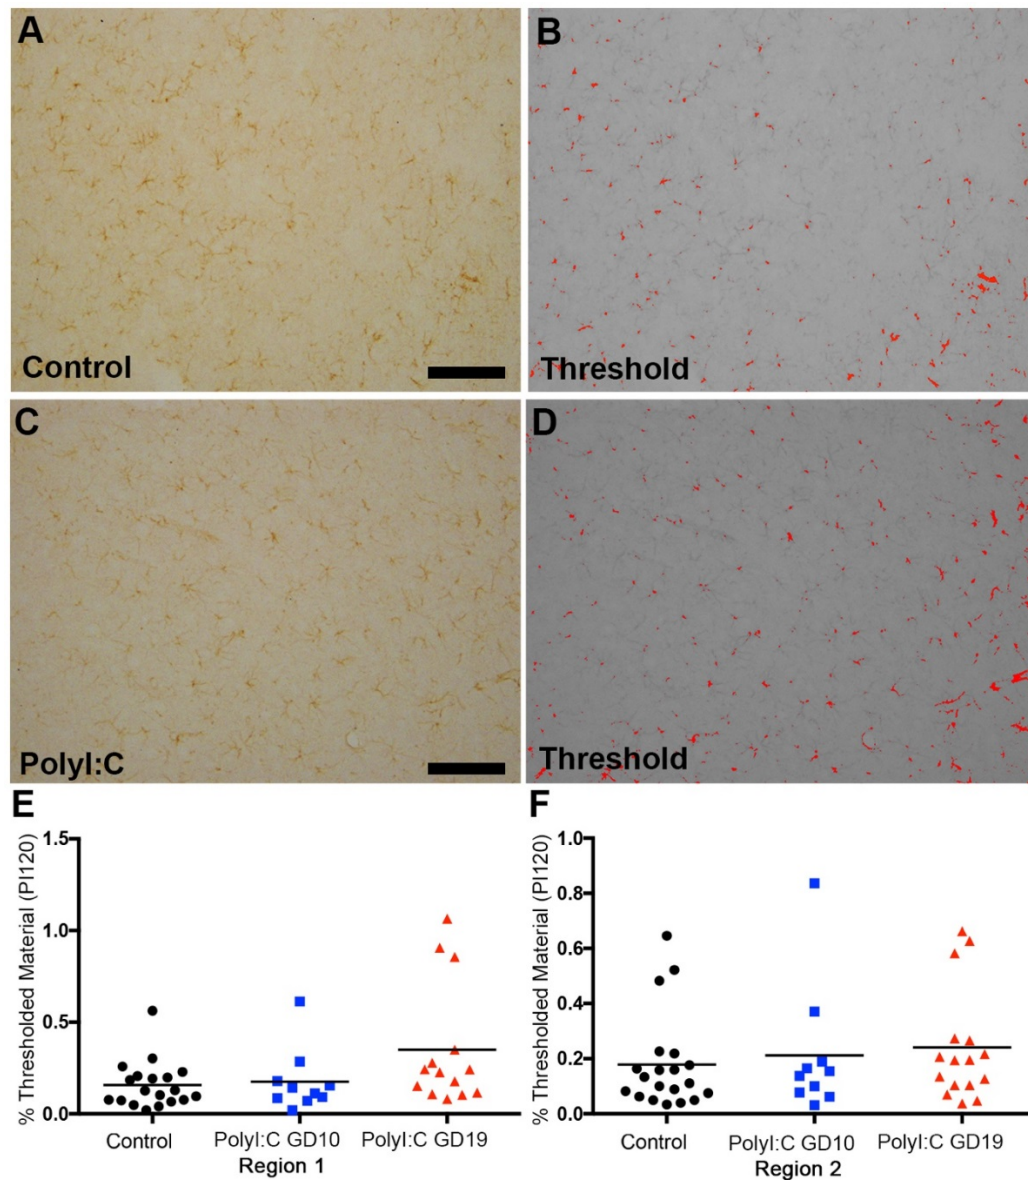 A
B
Control
Threshold
C
D
PolyI:C
Threshold
E
% Thresholded Material (PI120)
1.5
1.0
0.5
0.0
Control
PolyI:C GD10
PolyI:C GD19
Region 1
F
% Thresholded Material (PI120)
1.0
0.8
0.6
0.4
0.2
0.0
Control
PolyI:C GD10
PolyI:C GD19
Region 2